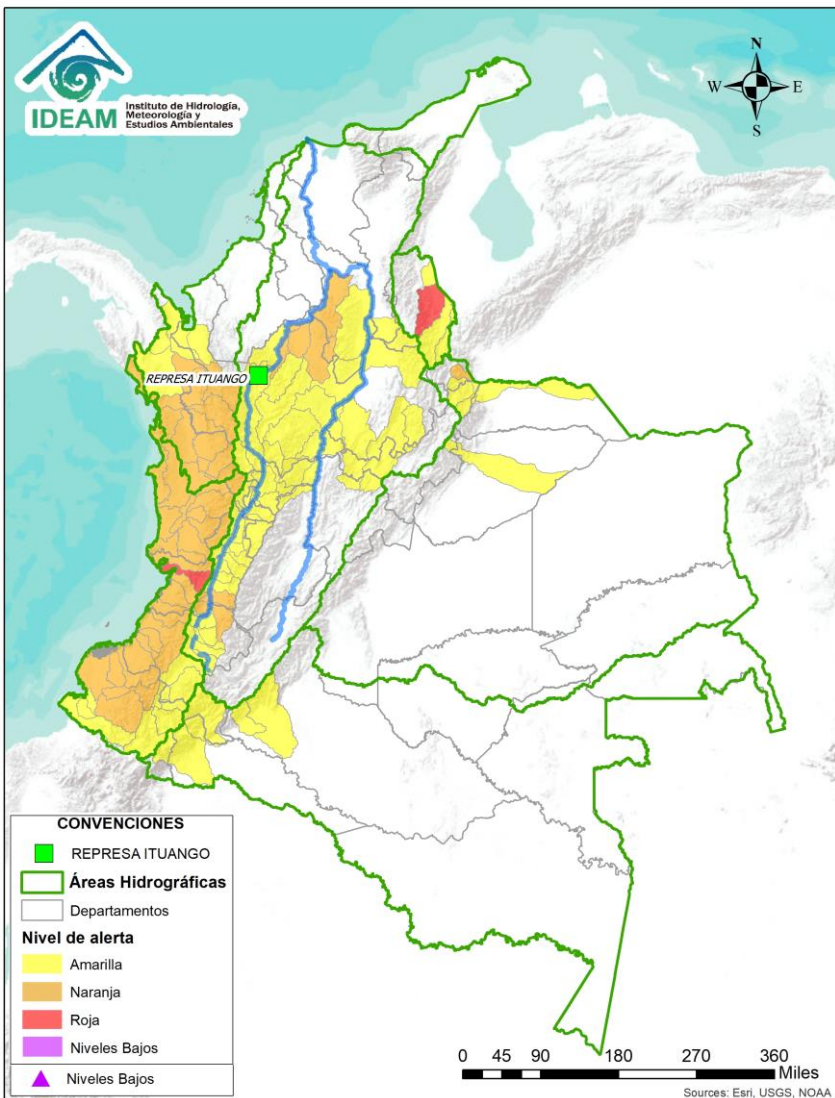 IDEAM
Instituto de Hidrología,
Meteorología y
Estudios Ambientales
N
W
E
S
REPRESA ITUANGO
CONVENCIONES
REPRESA ITUANGO
Áreas Hidrográficas
Departamentos
Nivel de alerta
Amarilla
Naranja
Roja
Niveles Bajos
Niveles Bajos
0 45 90 180 270 360
Miles
Sources: Esri, USGS, NOAA